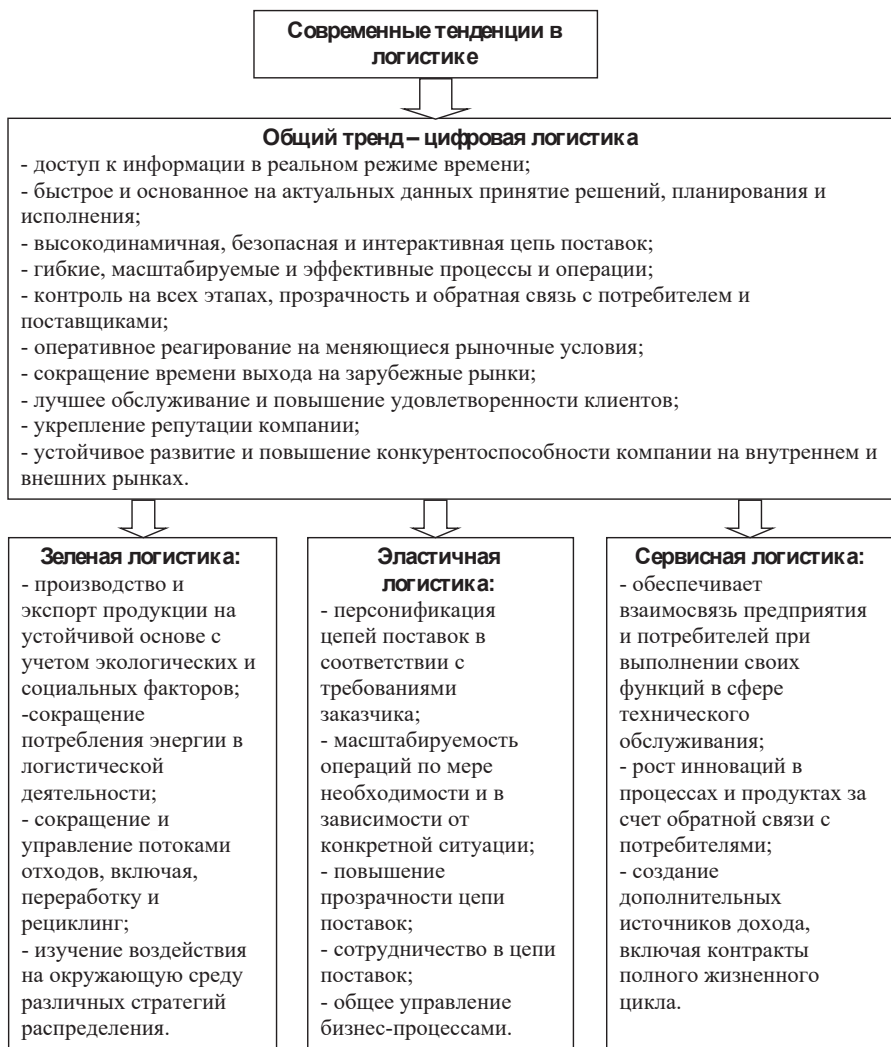 Современные тенденции в
логистике
Общий тренд – цифровая логистика
- доступ к информации в реальном режиме времени;
- быстрое и основанное на актуальных данных принятие решений, планирования и
исполнения;
- высокодинамичная, безопасная и интерактивная цепь поставок;
- гибкие, масштабируемые и эффективные процессы и операции;
- контроль на всех этапах, прозрачность и обратная связь с потребителем и
поставщиками;
- оперативное реагирование на меняющиеся рыночные условия;
- сокращение времени выхода на зарубежные рынки;
- лучшее обслуживание и повышение удовлетворенности клиентов;
- укрепление репутации компании;
- устойчивое развитие и повышение конкурентоспособности компании на внутреннем и
внешних рынках.
Зеленая логистика:
- производство и
экспорт продукции на
устойчивой основе с
учетом экологических и
социальных факторов;
-сокращение
потребления энергии в
логистической
деятельности;
- сокращение и
управление потоками
отходов, включая,
переработку и
рециклинг;
- изучение воздействия
на окружающую среду
различных стратегий
распределения.
Эластичная
логистика:
- персонификация
цепей поставок в
соответствии с
требованиями
заказчика;
- масштабируемость
операций по мере
необходимости и в
зависимости от
конкретной ситуации;
- повышение
прозрачности цепи
поставок;
- сотрудничество в цепи
поставок;
- общее управление
бизнес-процессами.
Сервисная логистика:
- обеспечивает
взаимосвязь предприятия
и потребителей при
выполнении своих
функций в сфере
технического
обслуживания;
- рост инноваций в
процессах и продуктах за
счет обратной связи с
потребителями;
- создание
дополнительных
источников дохода,
включая контракты
полного жизненного
цикла.